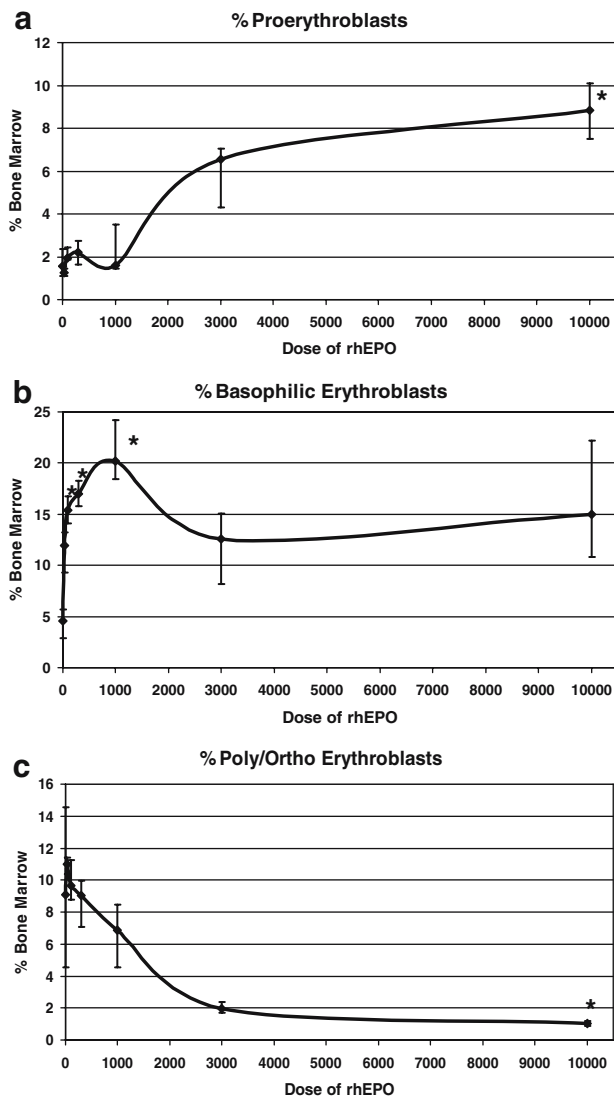 a
% Proerythroblasts
12
10
8
6
4
2
0
% Bone Marrow
*
0 1000 2000 3000 4000 5000 6000 7000 8000 9000 10000
Dose of rhEPO
b
% Basophilic Erythroblasts
25
20
15
10
5
0
% Bone Marrow
* * *
0 1000 2000 3000 4000 5000 6000 7000 8000 9000 10000
Dose of rhEPO
c
% Poly/Ortho Erythroblasts
16
14
12
10
8
6
4
2
0
% Bone Marrow
*
0 1000 2000 3000 4000 5000 6000 7000 8000 9000 10000
Dose of rhEPO